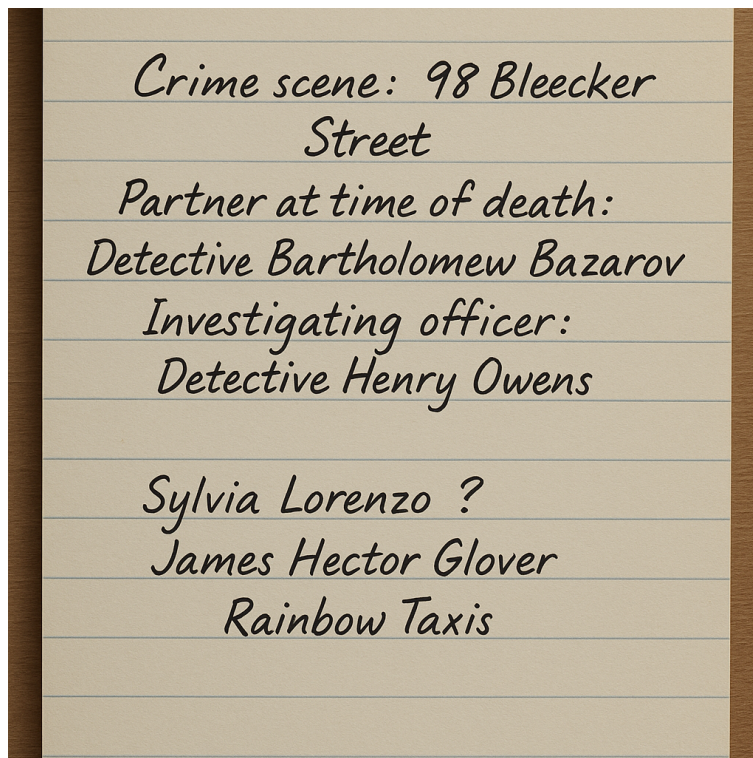 Crime scene: 98 Bleecker
Street
Partner at time of death:
Detective Bartholomew Bazarov
Investigating officer:
Detective Henry Owens
Sylvia Lorenzo ?
James Hector Glover
Rainbow Taxis